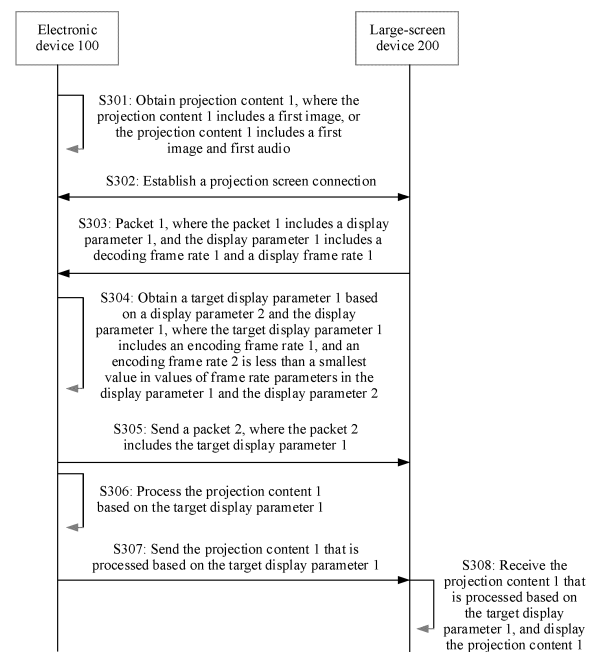 Electronic
device 100
Large-screen
device 200
S301: Obtain projection content 1, where the
projection content 1 includes a first image, or
the projection content 1 includes a first
image and first audio
S302: Establish a projection screen connection
S303: Packet 1, where the packet 1 includes a display
parameter 1, and the display parameter 1 includes a
decoding frame rate 1 and a display frame rate 1
S304: Obtain a target display parameter 1 based
on a display parameter 2 and the display
parameter 1, where the target display parameter 1
includes an encoding frame rate 1, and an
encoding frame rate 2 is less than a smallest
value in values of frame rate parameters in the
display parameter 1 and the display parameter 2
S305: Send a packet 2, where the packet 2
includes the target display parameter 1
S306: Process the projection content 1
based on the target display parameter 1
S307: Send the projection content 1 that is
processed based on the target display parameter 1
S308: Receive the
projection content 1 that
is processed based on
the target display
parameter 1, and display
the projection content 1